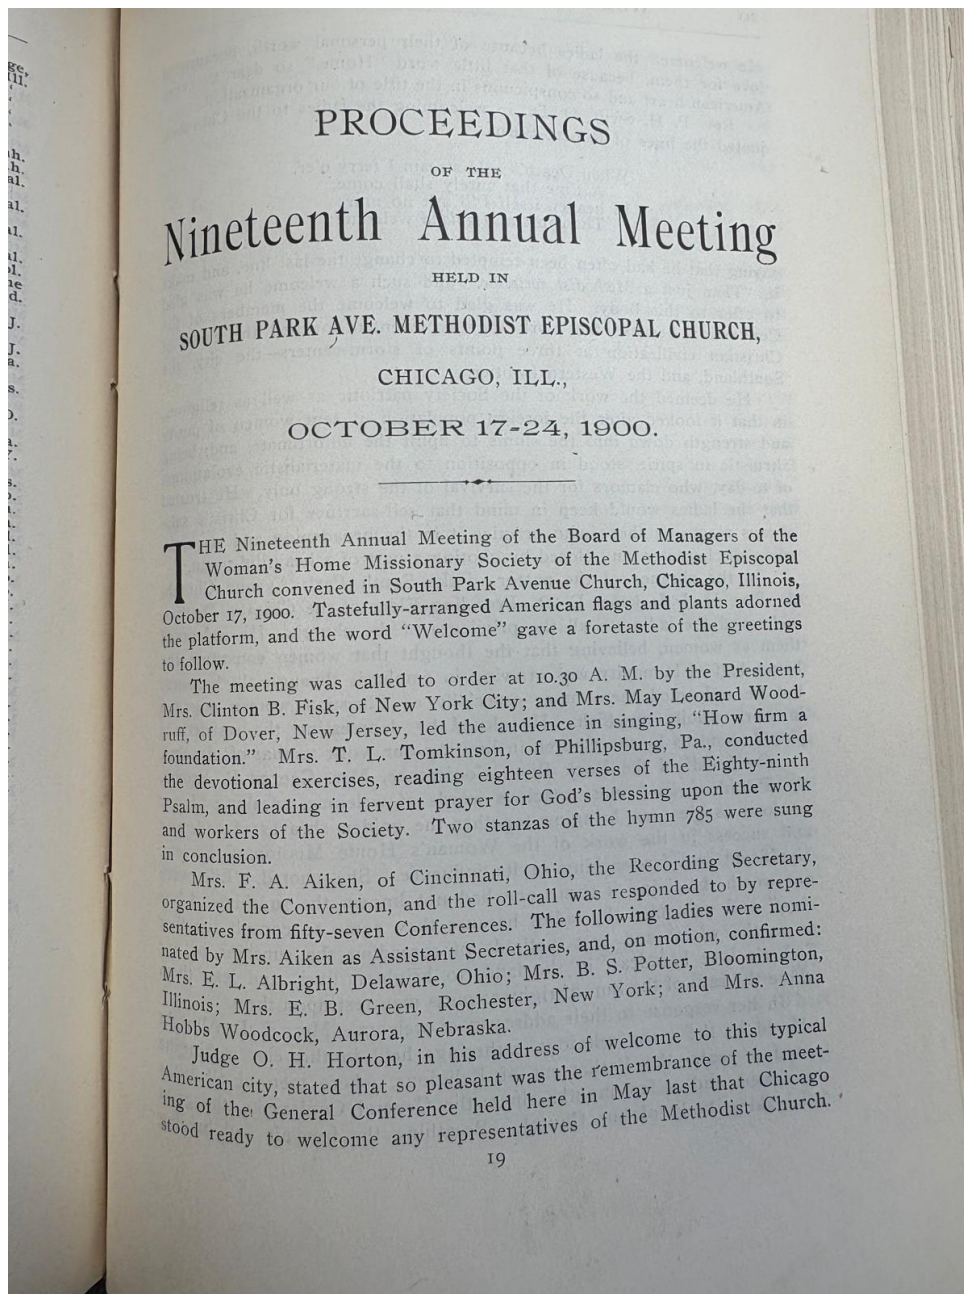 PROCEEDINGS
OF THE
Nineteenth Annual Meeting
HELD IN
SOUTH PARK AVE. METHODIST EPISCOPAL CHURCH,
CHICAGO, ILL.,
OCTOBER 17-24, 1900.
THE Nineteenth Annual Meeting of the Board of Managers of the
Woman's Home Missionary Society of the Methodist Episcopal
Church convened in South Park Avenue Church, Chicago, Illinois,
October 17, 1900. Tastefully-arranged American flags and plants adorned
the platform, and the word "Welcome" gave a foretaste of the greetings
to follow.
The meeting was called to order at 10.30 A. M. by the President,
Mrs. Clinton B. Fisk, of New York City; and Mrs. May Leonard Wood-
ruff, of Dover, New Jersey, led the audience in singing, "How firm a
foundation." Mrs. T. L. Tomkinson, of Phillipsburg, Pa., conducted
the devotional exercises, reading eighteen verses of the Eighty-ninth
Psalm, and leading in fervent prayer for God's blessing upon the work
and workers of the Society. Two stanzas of the hymn 785 were sung
in conclusion.
Mrs. F. A. Aiken, of Cincinnati, Ohio, the Recording Secretary,
organized the Convention, and the roll-call was responded to by repre-
sentatives from fifty-seven Conferences. The following ladies were nomi-
nated by Mrs. Aiken as Assistant Secretaries, and, on motion, confirmed:
Mrs. E. L. Albright, Delaware, Ohio; Mrs. B. S. Potter, Bloomington,
Illinois; Mrs. E. B. Green, Rochester, New York; and Mrs. Anna
Hobbs Woodcock, Aurora, Nebraska.
Judge O. H. Horton, in his address of welcome to this typical
American city, stated that so pleasant was the remembrance of the meet-
ing of the General Conference held here in May last that Chicago
stood ready to welcome any representatives of the Methodist Church.
19